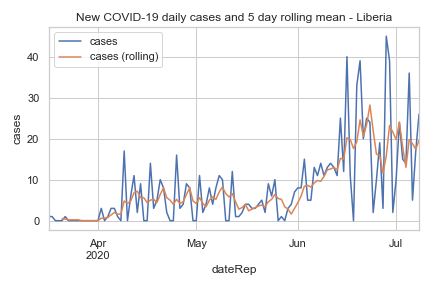 New COVID-19 daily cases and 5 day rolling mean - Liberia
cases
cases (rolling)
cases
40
30
20
10
0
Apr
2020
May
Jun
Jul
dateRep